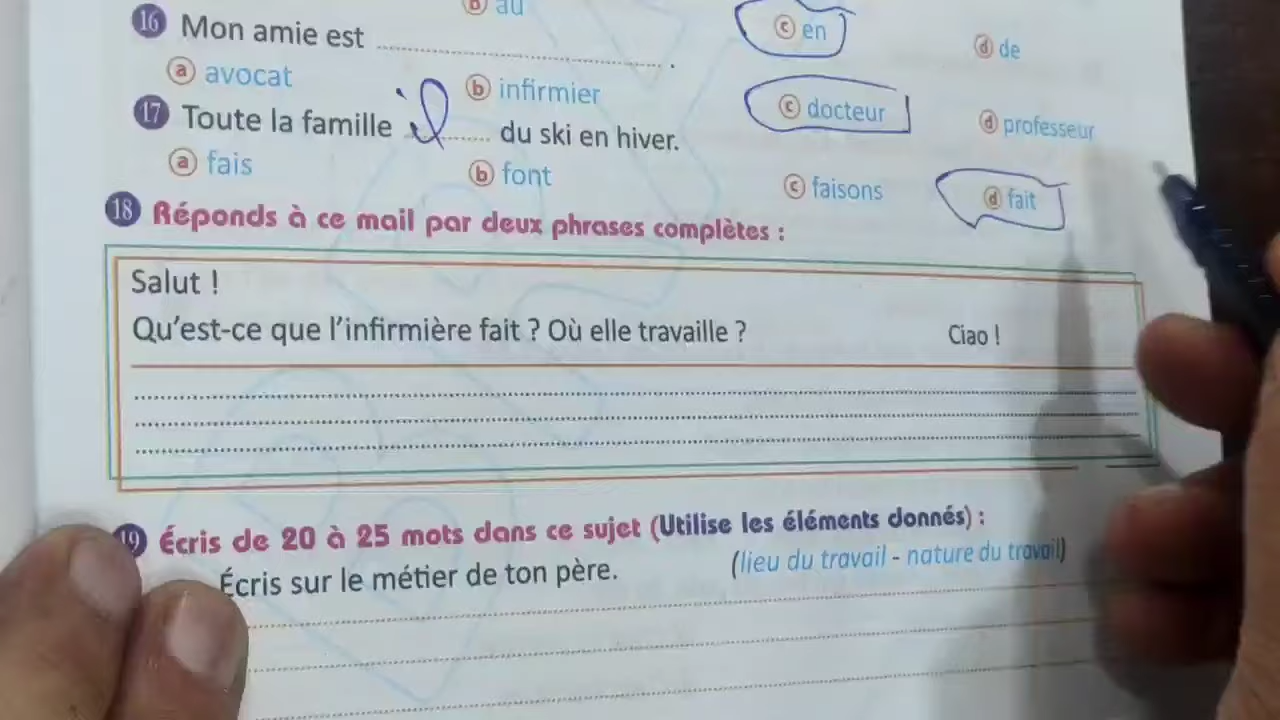 b au
c en
d de
16 Mon amie est .
a avocat
b infirmier
c docteur
d professeur
17 Toute la famille il du ski en hiver.
a fais
b font
c faisons
d fait
18 Réponds à ce mail par deux phrases complètes :
Salut !
Qu'est-ce que l'infirmière fait ? Où elle travaille ? Ciao !
19 Écris de 20 à 25 mots dans ce sujet (Utilise les éléments donnés) :
Écris sur le métier de ton père. (lieu du travail - nature du travail)